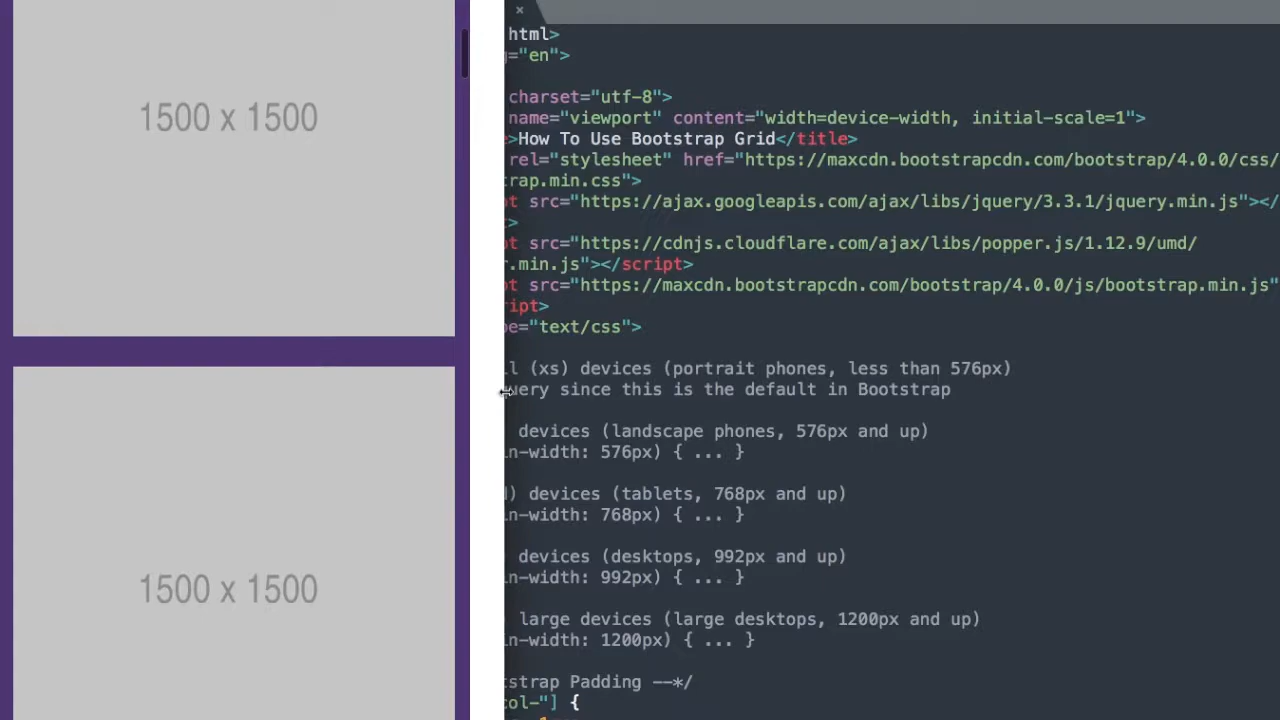 1500 x 1500
1500 x 1500
×
html>
="en">
charset="utf-8">
name="viewport" content="width=device-width, initial-scale=1">
>How To Use Bootstrap Grid</title>
rel="stylesheet" href="https://maxcdn.bootstrapcdn.com/bootstrap/4.0.0/css/
rap.min.css">
t src="https://ajax.googleapis.com/ajax/libs/jquery/3.3.1/jquery.min.js"></
>
t src="https://cdnjs.cloudflare.com/ajax/libs/popper.js/1.12.9/umd/
r.min.js"></script>
t src="https://maxcdn.bootstrapcdn.com/bootstrap/4.0.0/js/bootstrap.min.js"
ipt>
e="text/css">
l (xs) devices (portrait phones, less than 576px)
uery since this is the default in Bootstrap
devices (landscape phones, 576px and up)
n-width: 576px) { ... }
) devices (tablets, 768px and up)
n-width: 768px) { ... }
devices (desktops, 992px and up)
n-width: 992px) { ... }
large devices (large desktops, 1200px and up)
n-width: 1200px) { ... }
strap Padding --*/
col-"] {